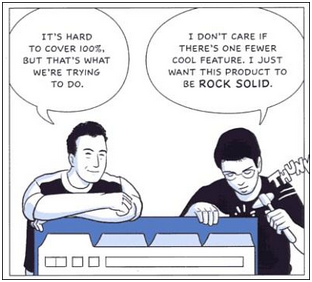 IT'S HARD
TO COVER 100%,
BUT THAT'S WHAT
WE'RE TRYING
TO DO.
I DON'T CARE IF
THERE'S ONE FEWER
COOL FEATURE. I JUST
WANT THIS PRODUCT TO
BE ROCK SOLID.
THUNK